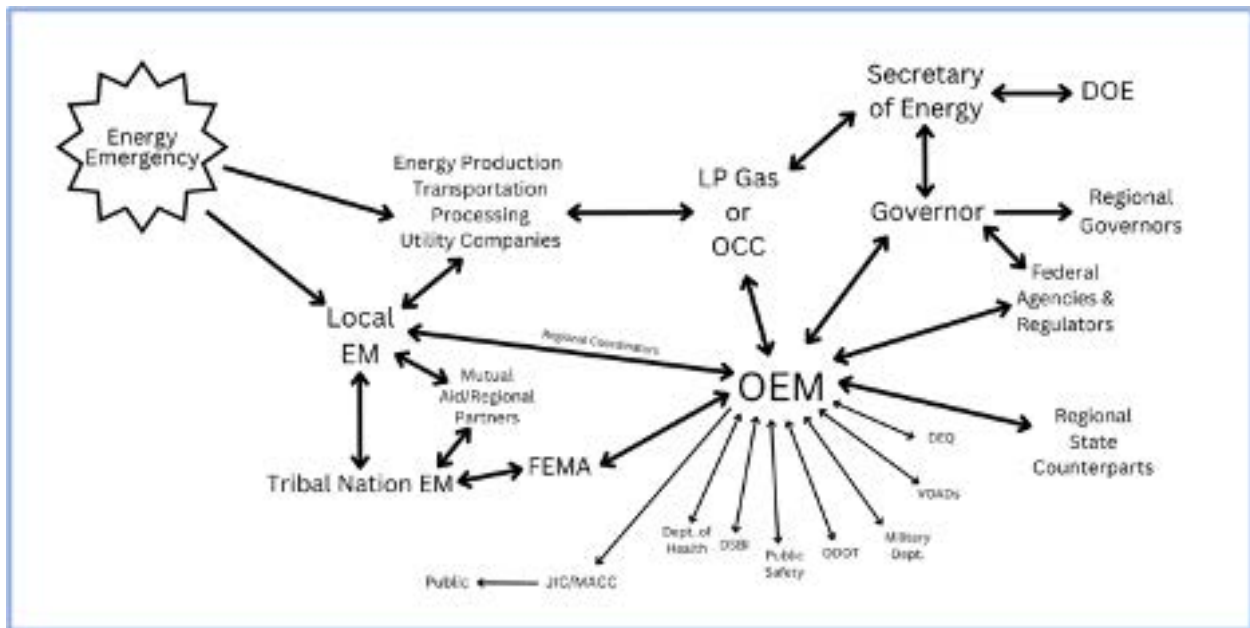 Energy
Emergency
Energy Production
Transportation
Processing
Utility Companies
LP Gas
or
OCC
Secretary
of Energy
DOE
Governor
Regional
Governors
Federal
Agencies &
Regulators
Local
EM
Regional Coordinators
Mutual
Aid/Regional
Partners
OEM
Regional
State
Counterparts
Tribal Nation EM
FEMA
DEQ
VOADs
Military
Dept.
ODOT
Public
Safety
OSBI
Dept. of
Health
JIC/MACC
Public